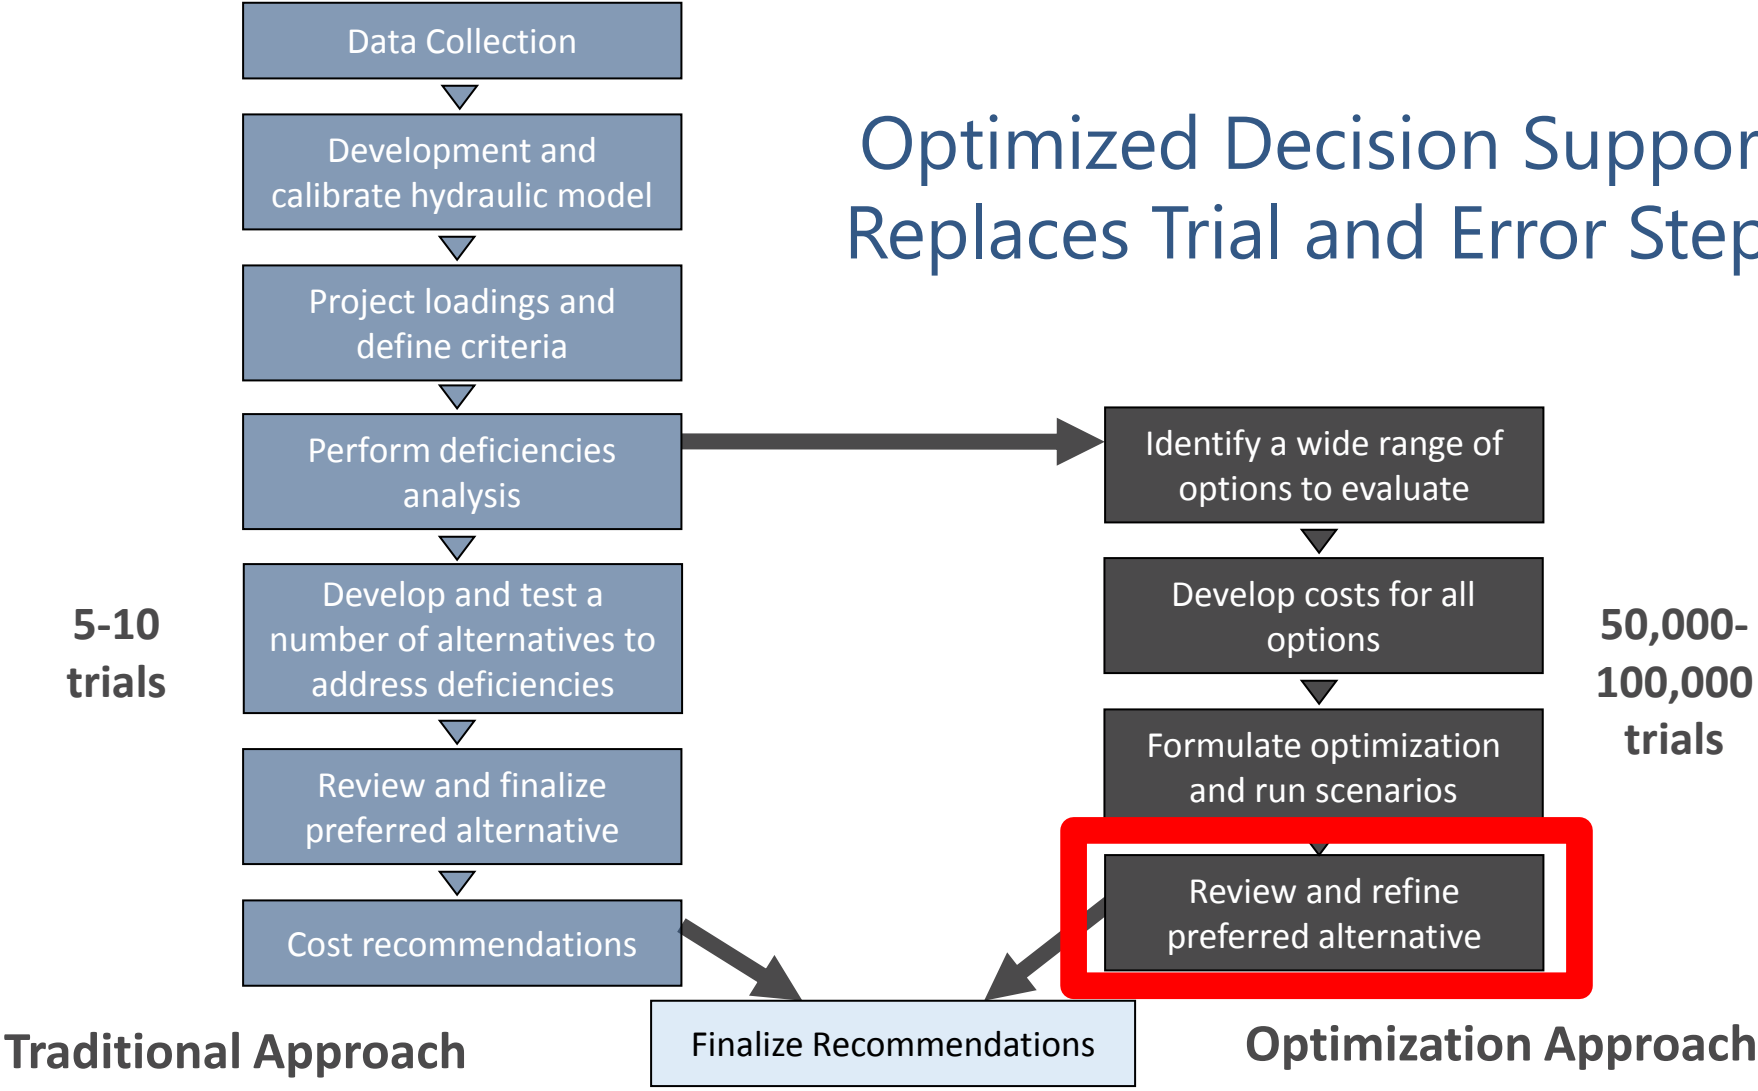 Data Collection
Development and
calibrate hydraulic model
Optimized Decision Suppor
Replaces Trial and Error Step
Project loadings and
define criteria
Perform deficiencies
analysis
Identify a wide range of
options to evaluate
5-10
trials
Develop and test a
number of alternatives to
address deficiencies
Develop costs for all
options
50,000-
100,000
trials
Formulate optimization
and run scenarios
Review and finalize
preferred alternative
Review and refine
preferred alternative
Cost recommendations
Traditional Approach
Finalize Recommendations
Optimization Approach